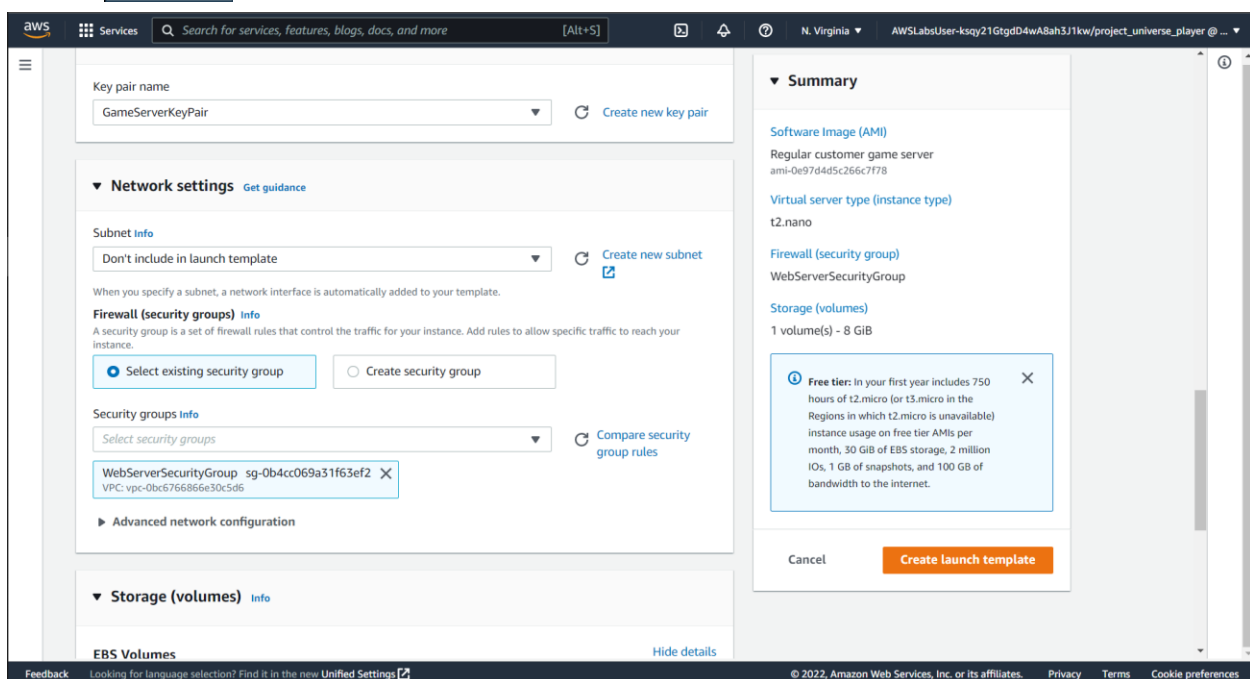 aws
Services
Search for services, features, blogs, docs, and more
[Alt+S]
N. Virginia
AWSLabsUser-ksqy21GtgdD4wA8ah3J1kw/project_universe_player @ ...
Key pair name
GameServerKeyPair
Create new key pair
Network settings Get guidance
Subnet Info
Don't include in launch template
Create new subnet
When you specify a subnet, a network interface is automatically added to your template.
Firewall (security groups) Info
A security group is a set of firewall rules that control the traffic for your instance. Add rules to allow specific traffic to reach your
instance.
Select existing security group
Create security group
Security groups Info
Select security groups
Compare security
group rules
WebServerSecurityGroup sg-0b4cc069a31f63ef2
VPC: vpc-0bc6766866e30c5d6
Advanced network configuration
Storage (volumes) Info
EBS Volumes
Hide details
Summary
Software Image (AMI)
Regular customer game server
ami-0e97d4d5c266c7f78
Virtual server type (instance type)
t2.nano
Firewall (security group)
WebServerSecurityGroup
Storage (volumes)
1 volume(s) - 8 GiB
Free tier: In your first year includes 750
hours of t2.micro (or t3.micro in the
Regions in which t2.micro is unavailable)
instance usage on free tier AMIs per
month, 30 GiB of EBS storage, 2 million
IOs, 1 GB of snapshots, and 100 GB of
bandwidth to the internet.
Cancel
Create launch template
Feedback
Looking for language selection? Find it in the new Unified Settings
© 2022, Amazon Web Services, Inc. or its affiliates.
Privacy
Terms
Cookie preferences